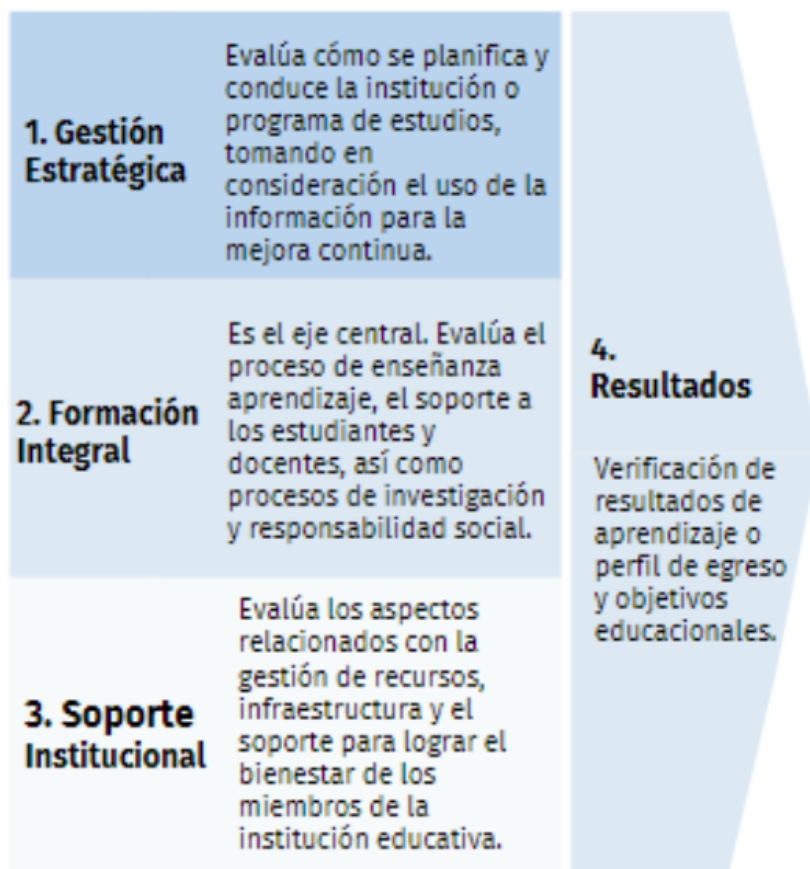 1. Gestión
Estratégica
Evalúa cómo se planifica y
conduce la institución o
programa de estudios,
tomando en
consideración el uso de la
información para la
mejora continua.
2. Formación
Integral
Es el eje central. Evalúa el
proceso de enseñanza
aprendizaje, el soporte a
los estudiantes y
docentes, así como
procesos de investigación
y responsabilidad social.
3. Soporte
Institucional
Evalúa los aspectos
relacionados con la
gestión de recursos,
infraestructura y el
soporte para lograr el
bienestar de los
miembros de la
institución educativa.
4.
Resultados
Verificación de
resultados de
aprendizaje o
perfil de egreso
y objetivos
educacionales.